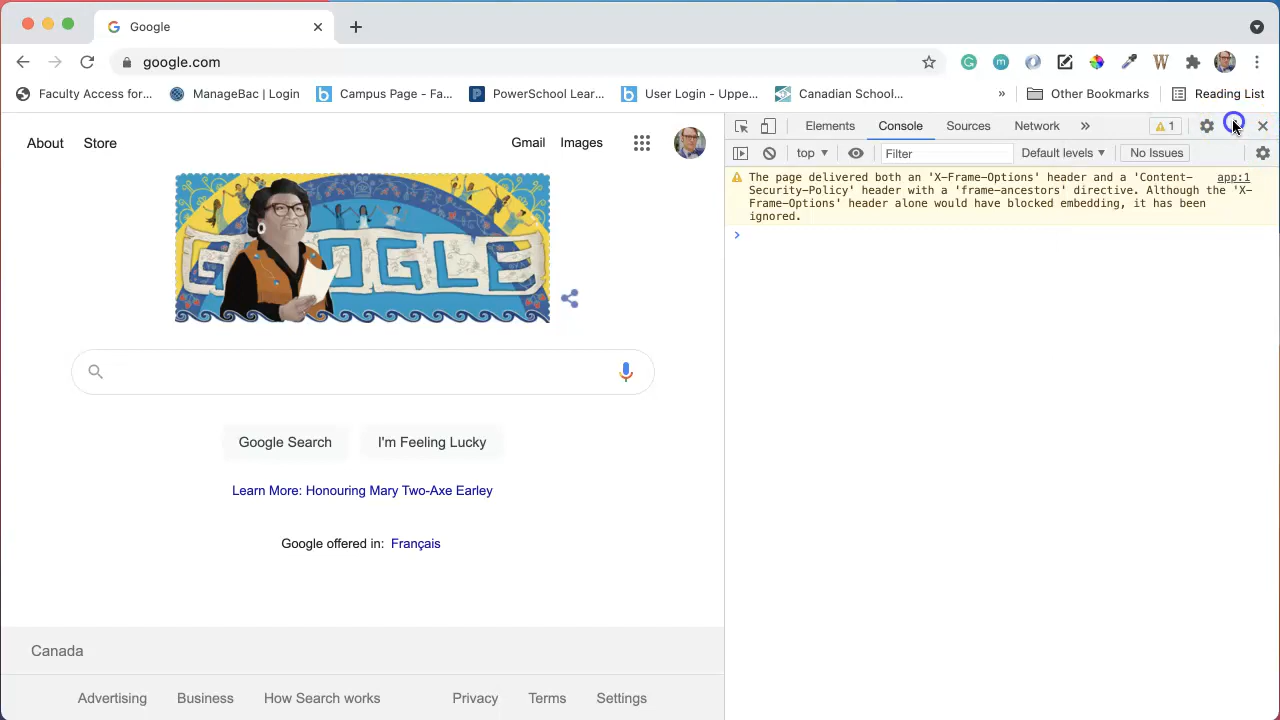 Google
google.com
Faculty Access for...
ManageBac | Login
Campus Page - Fa...
PowerSchool Lear...
User Login - Uppe...
Canadian School...
»
Other Bookmarks
Reading List
About
Store
Gmail
Images
GOOGLE
Google Search
I'm Feeling Lucky
Learn More: Honouring Mary Two-Axe Earley
Google offered in: Français
Canada
Advertising
Business
How Search works
Privacy
Terms
Settings
Elements
Console
Sources
Network
»
1
top
Filter
Default levels
No Issues
The page delivered both an 'X-Frame-Options' header and a 'Content-
app:1
Security-Policy' header with a 'frame-ancestors' directive. Although the 'X-
Frame-Options' header alone would have blocked embedding, it has been
ignored.